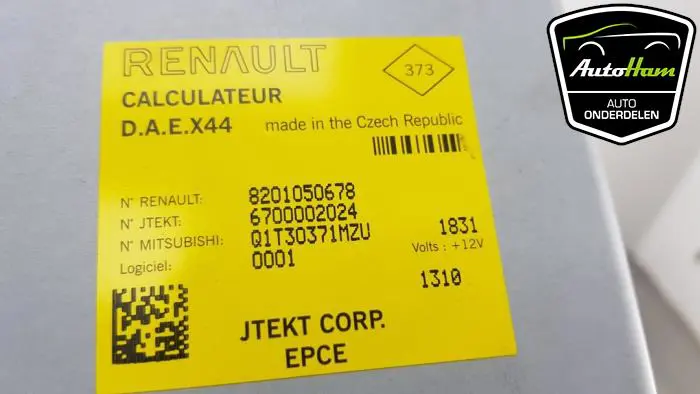 RENAULT
373
CALCULATEUR
D.A.E.X44 made in the Czech Republic
N° RENAULT: 8201050678
N° JTEKT: 6700002024
N° MITSUBISHI: Q1T30371MZU 1831
Logiciel: 0001 Volts : +12V
1310
JTEKT CORP.
EPCE
AutoHam
AUTO
ONDERDELEN